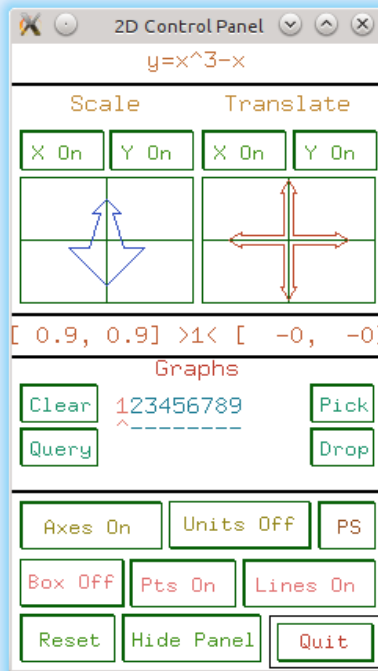 2D Control Panel
y=x^3-x
Scale Translate
X On Y On X On Y On
[ 0.9, 0.9] >1< [ -0, -0
Graphs
Clear 123456789 Pick
^--------
Query Drop
Axes On Units Off PS
Box Off Pts On Lines On
Reset Hide Panel Quit